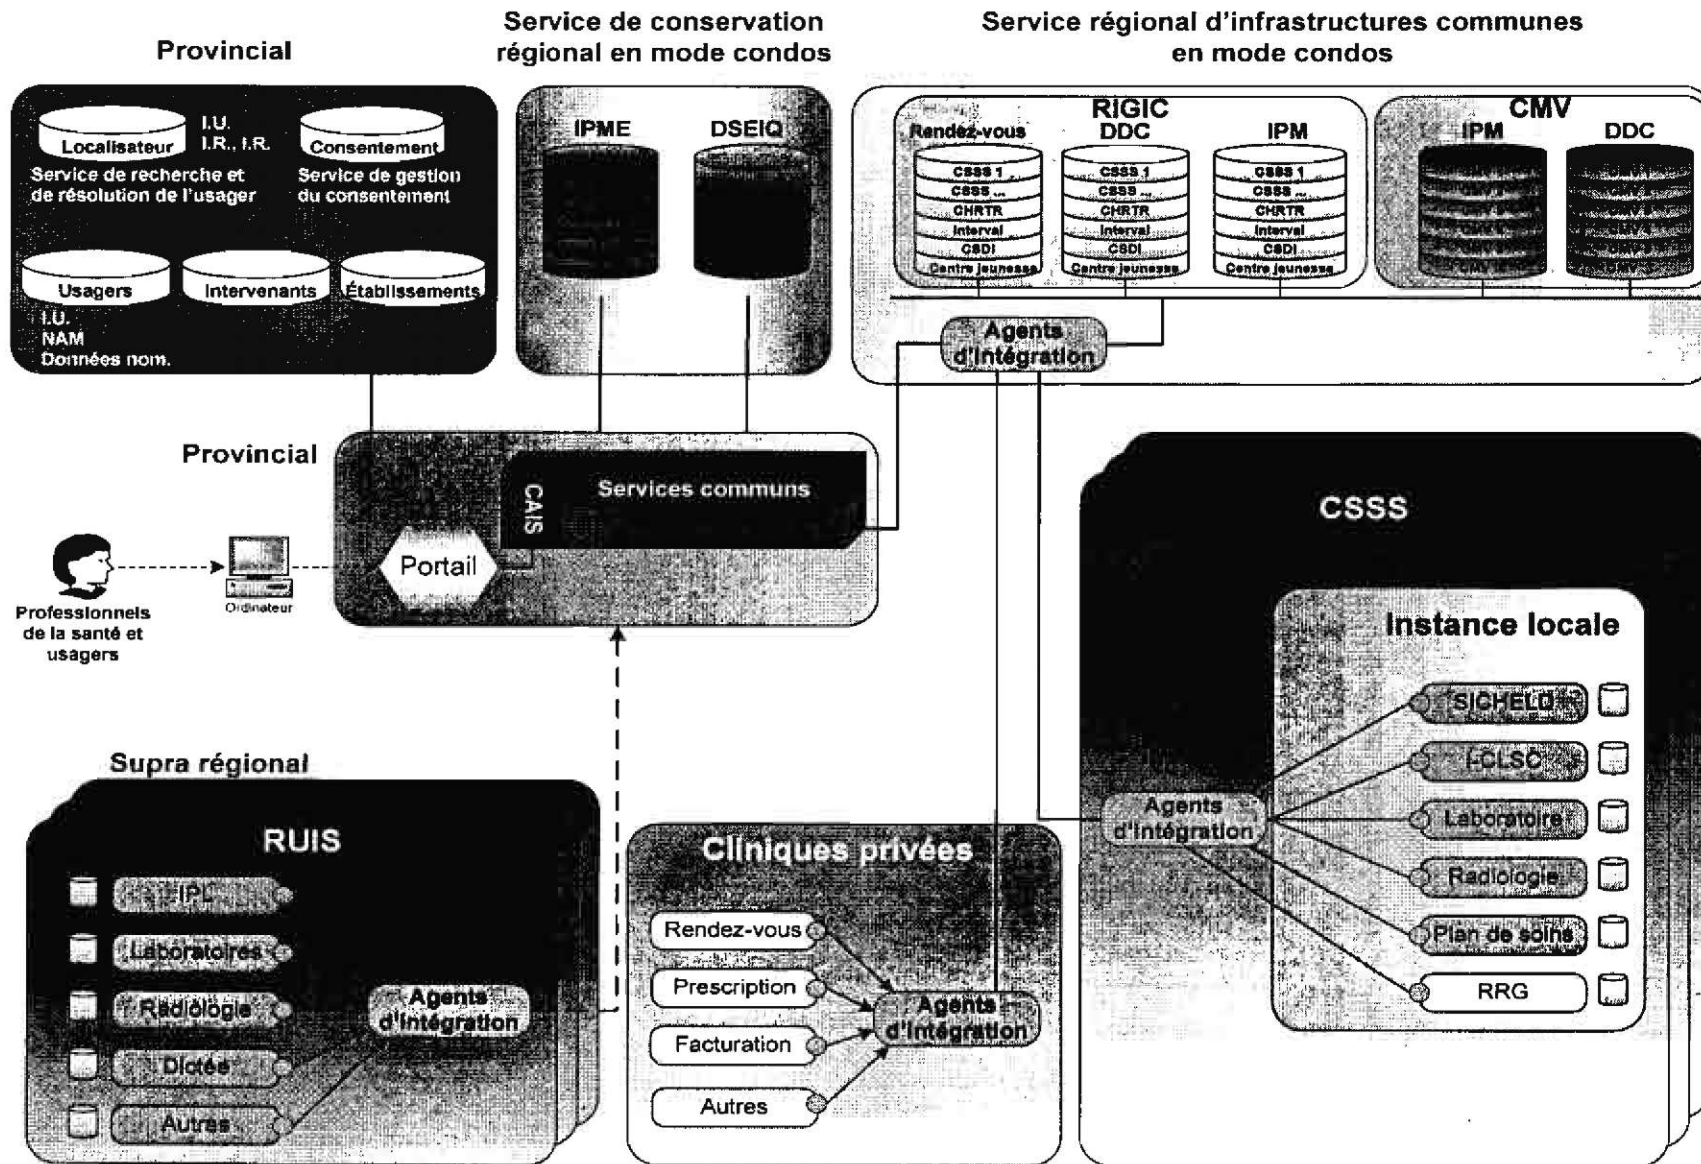 Provincial
Service de conservation
régional en mode condos
Service régional d'infrastructures communes
en mode condos
Localisateur
I.U.
I.R., I.R.
Consentement
Service de recherche et
de résolution de l'usager
Service de gestion
du consentement
Usagers
Intervenants
Établissements
I.U.
NAM
Données nom.
IPME
DSEIQ
RIGIC
Rendez-vous
DDC
IPM
CSSS 1
CSSS ...
CHRTR
Interval
CSDI
Centre jeunesse
CSSS 1
CSSS ...
CHRTR
Interval
CSDI
Centre jeunesse
CSSS 1
CSSS ...
CHRTR
Interval
CSDI
Centre jeunesse
CMV
IPM
DDC
Agents
d'Intégration
Provincial
CAIS
Services communs
Portail
Professionnels
de la santé et
usagers
Ordinateur
Supra régional
RUIS
IPL
Laboratoires
Radiologie
Dictée
Autres
Agents
d'Intégration
Cliniques privées
Rendez-vous
Prescription
Facturation
Autres
Agents
d'Intégration
CSSS
Instance locale
Agents
d'Intégration
SICHELD
I-CLSC
Laboratoire
Radiologie
Plan de soins
RRG